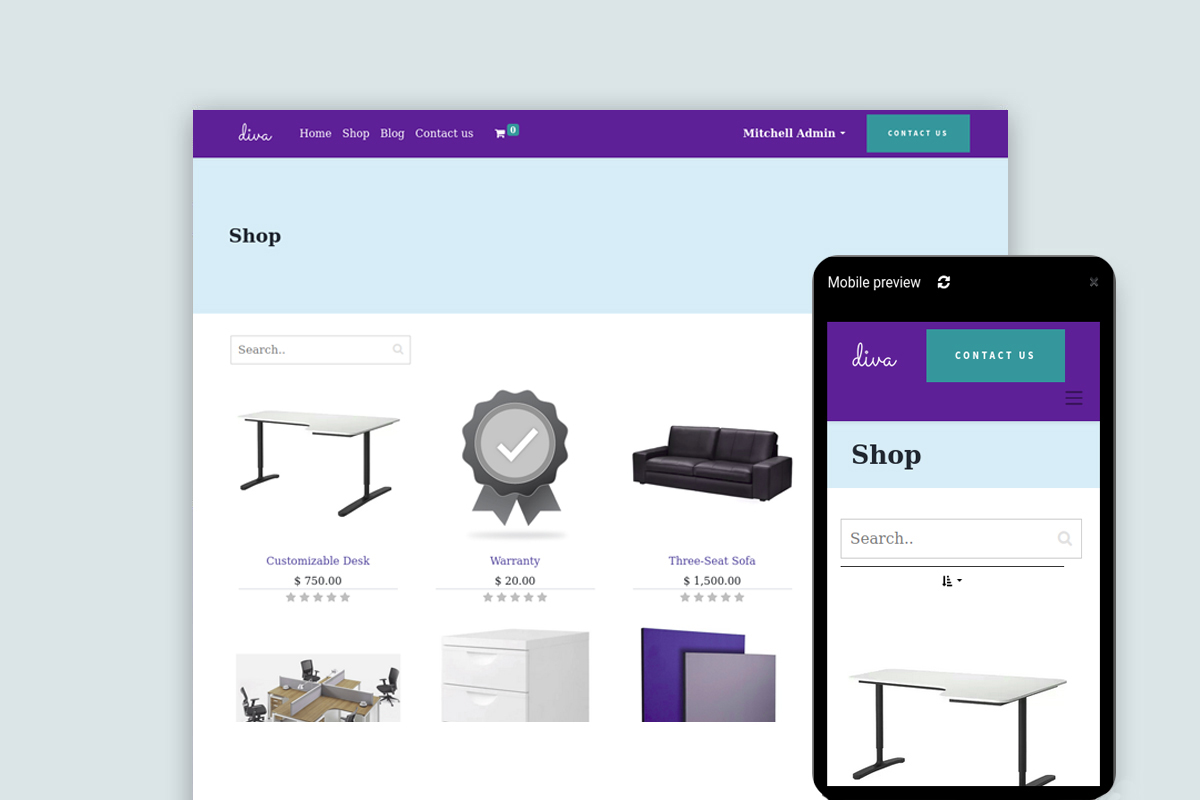 diva Home Shop Blog Contact us 0 Mitchell Admin CONTACT US
Shop
Search..
Customizable Desk Warranty Three-Seat Sofa
$ 750.00 $ 20.00 $ 1,500.00
Mobile preview ×
diva CONTACT US
Shop
Search..